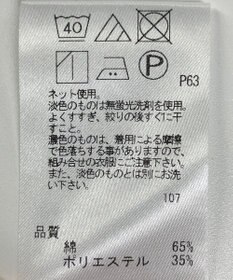 40
P
P63
ネット使用。
淡色のものは無蛍光洗剤を使用。
よくすすぎ、絞りの後すぐに干
すこと。
濃色のものは、着用による摩擦
で色落ちする事がありますので、
組み合せの衣服にご注意下さい。
また、淡色のものとは別にお洗
い下さい。
107
品質
綿 65%
ポリエステル 35%